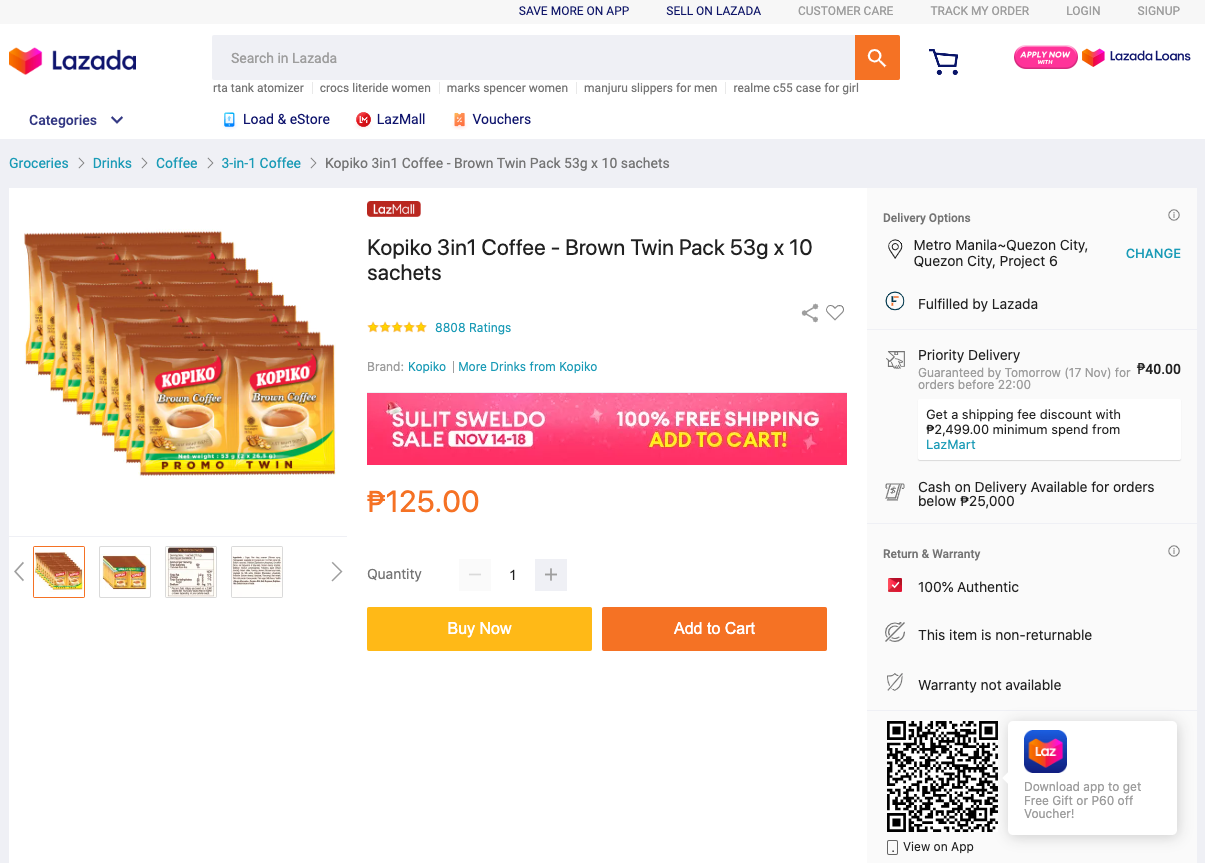 SAVE MORE ON APP SELL ON LAZADA CUSTOMER CARE TRACK MY ORDER LOGIN SIGNUP
Lazada
Search in Lazada
APPLY NOW
WITH
Lazada Loans
rta tank atomizer crocs literide women marks spencer women manjuru slippers for men realme c55 case for girl
Categories Load & eStore LazMall Vouchers
Groceries Drinks Coffee 3-in-1 Coffee Kopiko 3in1 Coffee - Brown Twin Pack 53g x 10 sachets
LazMall
Kopiko 3in1 Coffee - Brown Twin Pack 53g x 10
sachets
8808 Ratings
Brand: Kopiko | More Drinks from Kopiko
SULIT SWELDO
SALE NOV 14-18
100% FREE SHIPPING
ADD TO CART!
₱125.00
Quantity 1
Buy Now Add to Cart
KOPIKO KOPIKO
Brown Coffee Brown Coffee
Net weight : 53 g (2 x 26.5 g)
PROMO TWIN
Delivery Options
Metro Manila~Quezon City,
Quezon City, Project 6
CHANGE
Fulfilled by Lazada
Priority Delivery
₱40.00
Guaranteed by Tomorrow (17 Nov) for
orders before 22:00
Get a shipping fee discount with
₱2,499.00 minimum spend from
LazMart
Cash on Delivery Available for orders
below ₱25,000
Return & Warranty
100% Authentic
This item is non-returnable
Warranty not available
Laz
Download app to get
Free Gift or P60 off
Voucher!
View on App